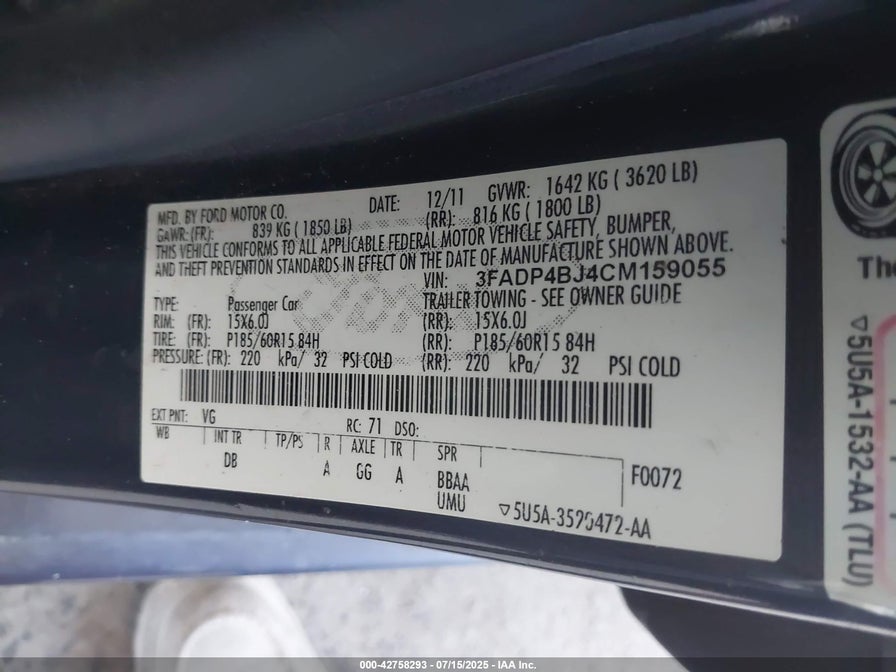 MFD. BY FORD MOTOR CO. DATE: 12/11 GVWR: 1642 KG ( 3620 LB)
GAWR: (FR): 839 KG ( 1850 LB) (RR): 816 KG ( 1800 LB)
THIS VEHICLE CONFORMS TO ALL APPLICABLE FEDERAL MOTOR VEHICLE SAFETY, BUMPER,
AND THEFT PREVENTION STANDARDS IN EFFECT ON THE DATE OF MANUFACTURE SHOWN ABOVE.
VIN: 3FADP4BJ4CM159055
TYPE: Passenger Car TRAILER TOWING - SEE OWNER GUIDE
RIM: (FR): 15X6.0J (RR): 15X6.0J
TIRE: (FR): P185/60R15 84H (RR): P185/60R15 84H
PRESSURE: (FR): 220 kPa/ 32 PSI COLD (RR): 220 kPa/ 32 PSI COLD
EXT PNT: VG RC: 71 DSO:
WB INT TR TP/PS R AXLE TR SPR
DB A GG A BBAA F0072
UMU
▽5U5A-3520472-AA
The
▽5U5A-1532-AA (TLU)
000-42758293 - 07/15/2025 - IAA Inc.